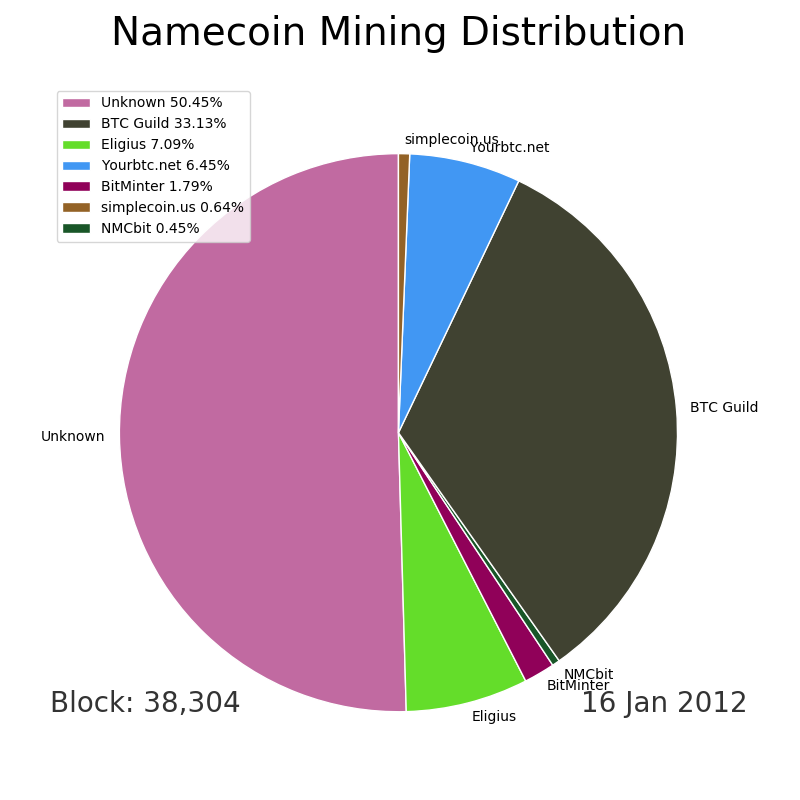 Namecoin Mining Distribution
Unknown 50.45%
BTC Guild 33.13%
Eligius 7.09%
Yourbtc.net 6.45%
BitMinter 1.79%
simplecoin.us 0.64%
NMCbit 0.45%
simplecoin.us
Yourbtc.net
BTC Guild
Unknown
NMCbit
BitMinter
Eligius
Block: 38,304
16 Jan 2012